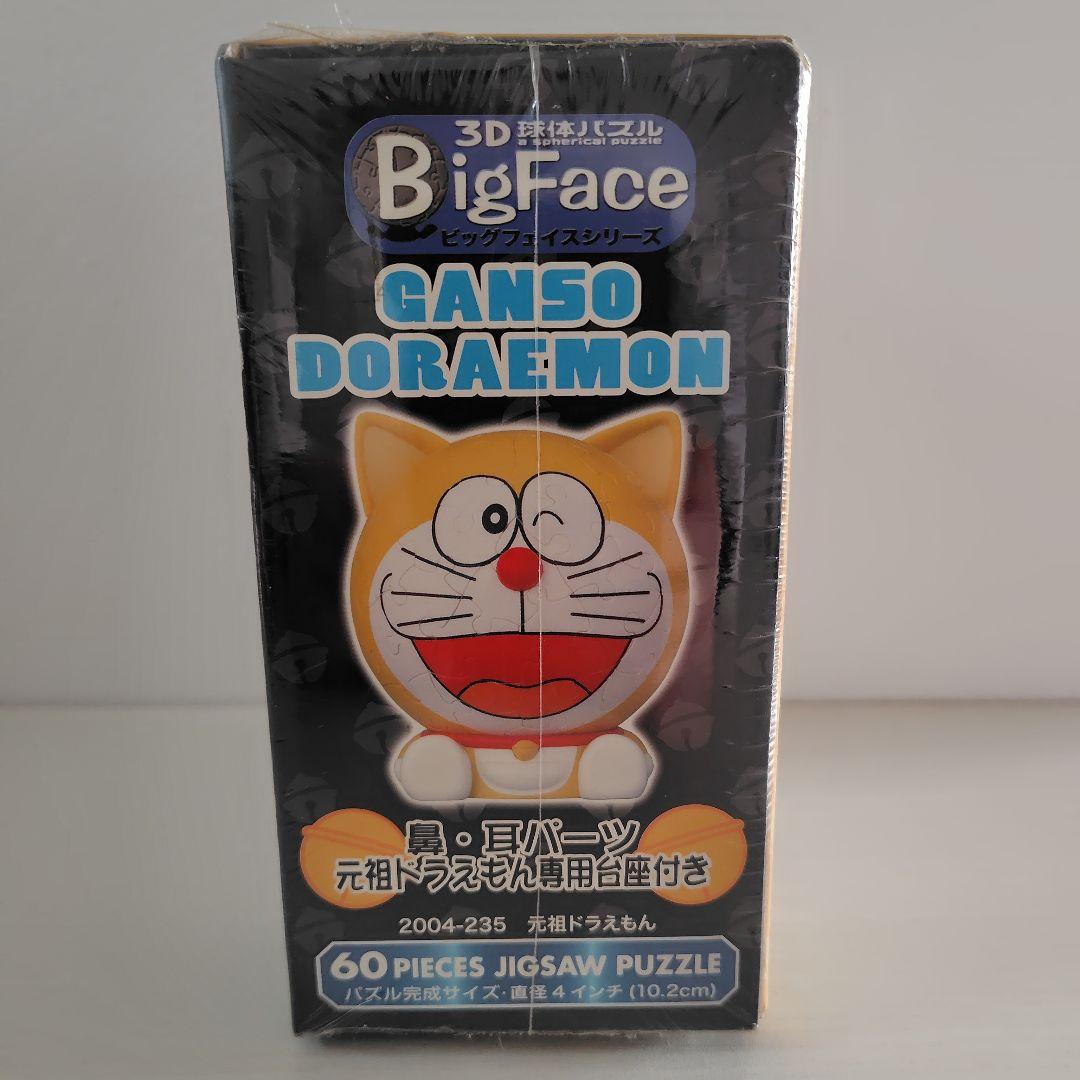 3D 球体パズル
a spherical puzzle
BigFace
ビッグフェイスシリーズ
GANSO
DORAEMON
鼻・耳パーツ
元祖ドラえもん専用台座付き
2004-235 元祖ドラえもん
60 PIECES JIGSAW PUZZLE
パズル完成サイズ・直径4インチ(10.2cm)